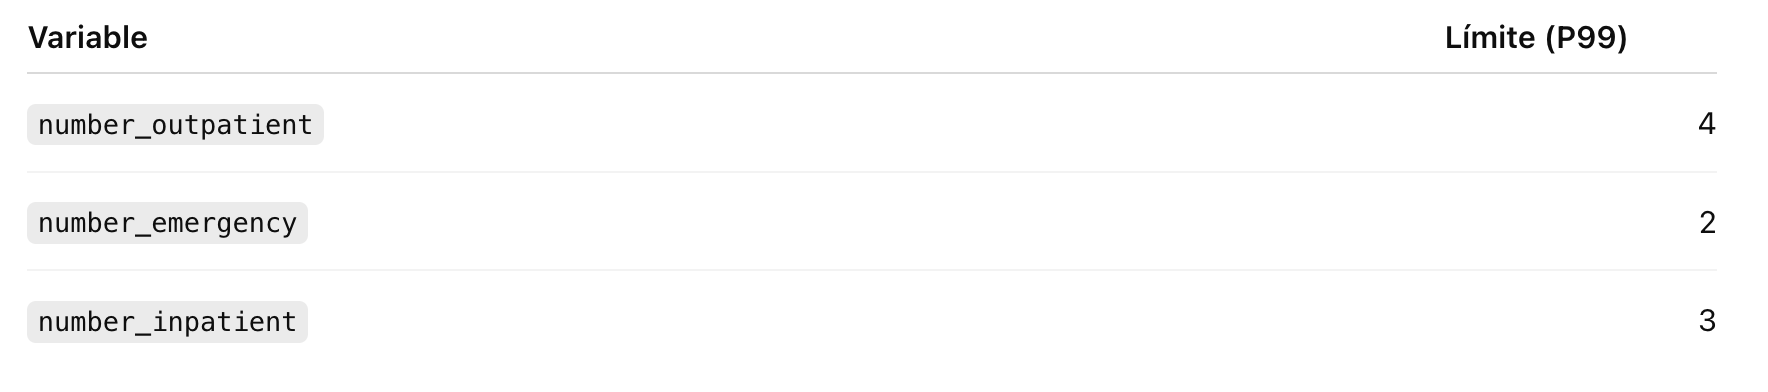 Variable Límite (P99)
number_outpatient 4
number_emergency 2
number_inpatient 3